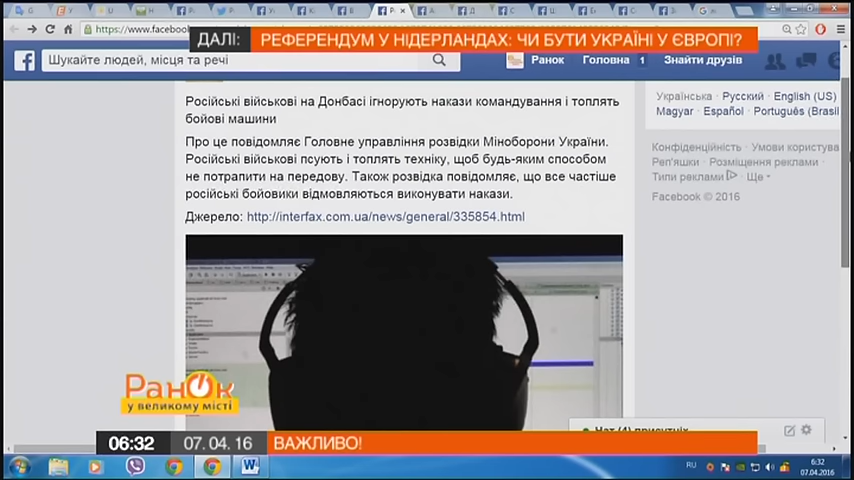 https://www.facebook
ДАЛІ: РЕФЕРЕНДУМ У НІДЕРЛАНДАХ: ЧИ БУТИ УКРАЇНІ У ЄВРОПІ?
Шукайте людей, місця та речі
Ранок Головна 1 Знайти друзів
Російські військові на Донбасі ігнорують накази командування і топлять
бойові машини
Про це повідомляє Головне управління розвідки Міноборони України.
Російські військові псують і топлять техніку, щоб будь-яким способом
не потрапити на передову. Також розвідка повідомляє, що все частіше
російські бойовики відмовляються виконувати накази.
Джерело: http://interfax.com.ua/news/general/335854.html
Українська · Русский · English (US)
Magyar · Español · Português (Brasil
Конфіденційність · Умови користува
Реп'яшки · Розміщення реклами ·
Типи реклами · Ще
Facebook © 2016
Ранок
у великому місті
Чат (4) присутніх
06:32 07.04.16 ВАЖЛИВО!
RU
6:32
07.04.2016